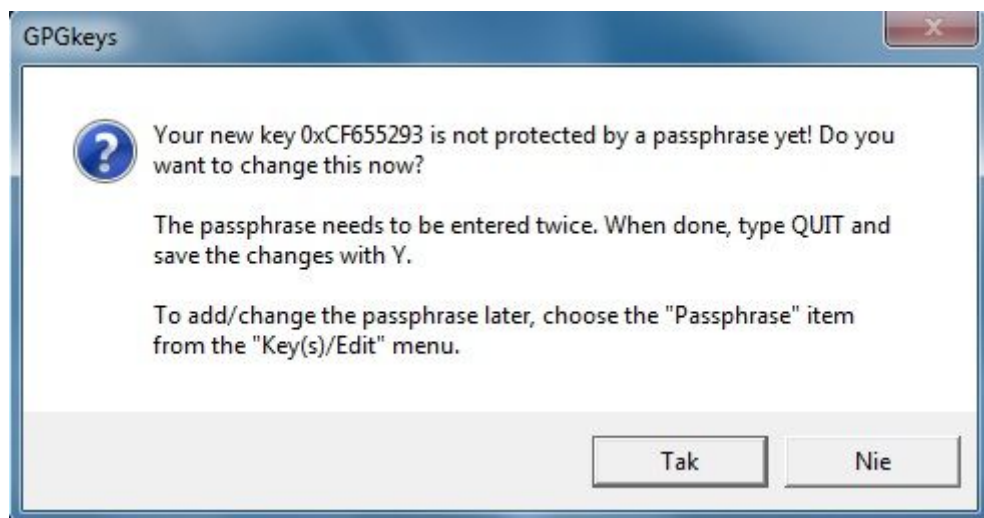 GPGkeys
Your new key 0xCF655293 is not protected by a passphrase yet! Do you
want to change this now?
The passphrase needs to be entered twice. When done, type QUIT and
save the changes with Y.
To add/change the passphrase later, choose the "Passphrase" item
from the "Key(s)/Edit" menu.
Tak
Nie